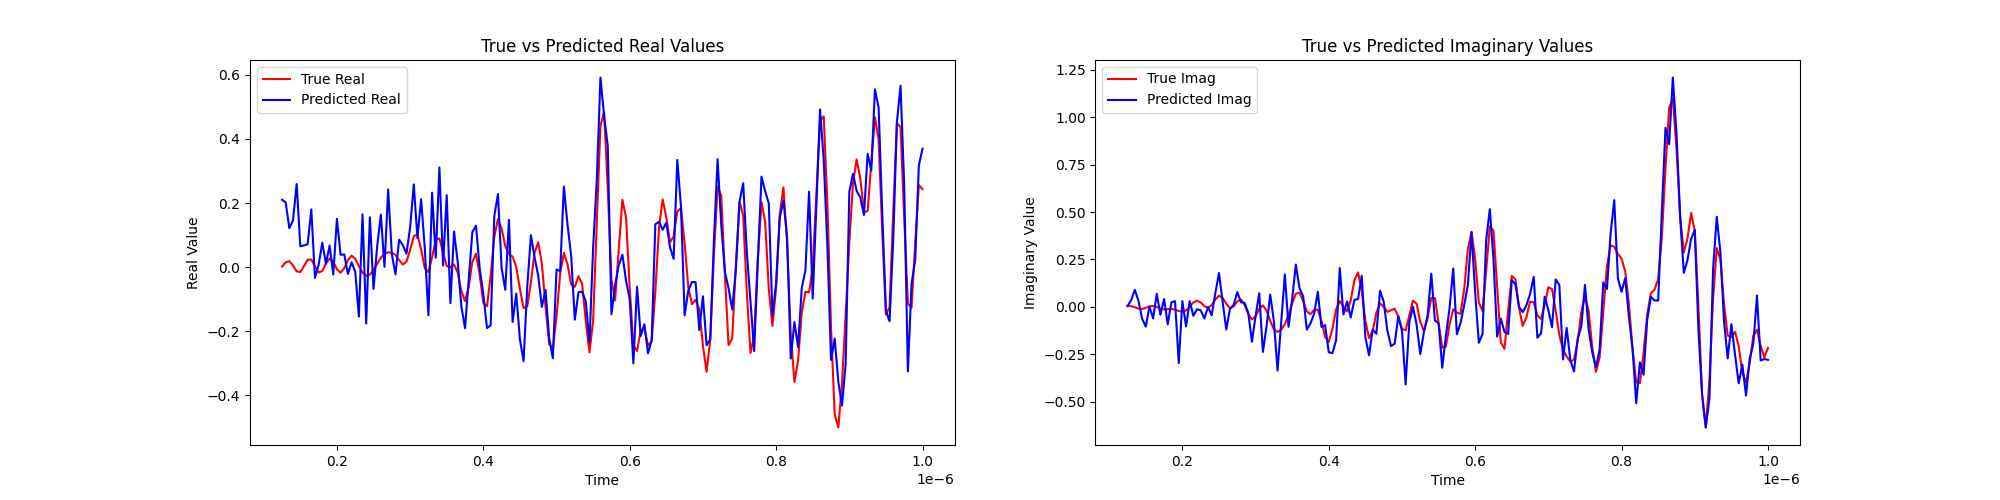 True vs Predicted Real Values
True Real
Predicted Real
Real Value
0.6
0.4
0.2
0.0
−0.2
−0.4
0.2
0.4
0.6
0.8
1.0
1e−6
Time
True vs Predicted Imaginary Values
True Imag
Predicted Imag
Imaginary Value
1.25
1.00
0.75
0.50
0.25
0.00
−0.25
−0.50
0.2
0.4
0.6
0.8
1.0
1e−6
Time